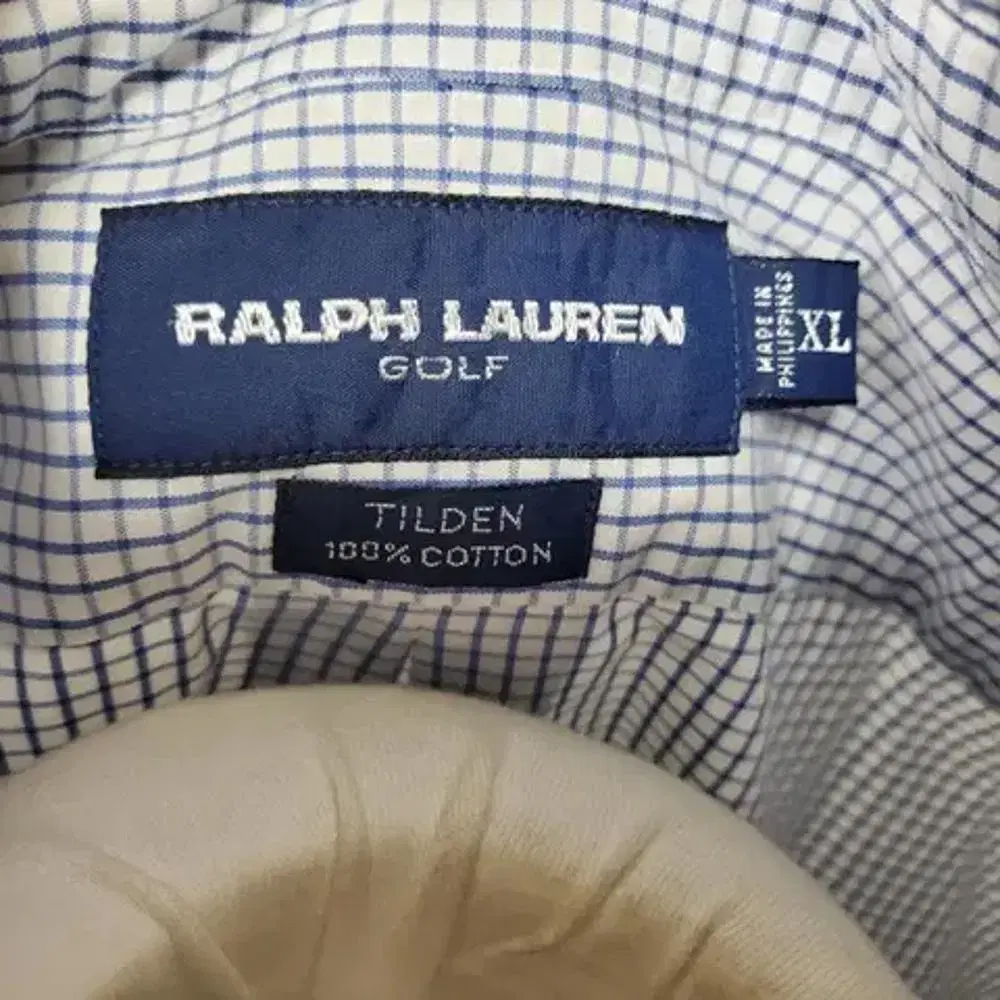 RALPH LAUREN
GOLF
MADE IN
PHILIPPINES
XL
TILDEN
100% COTTON